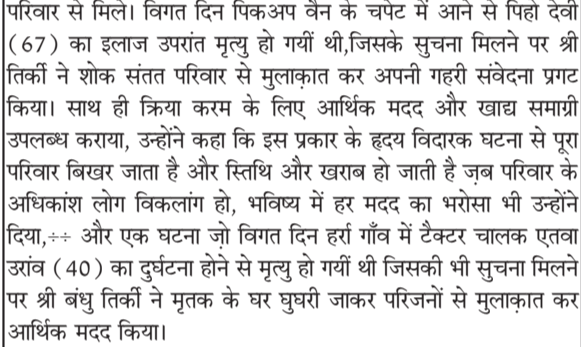 परिवार से मिले। विगत दिन पिकअप वैन के चपेट में आने से पिहो देवी
(67) का इलाज उपरांत मृत्यु हो गयीं थी,जिसके सुचना मिलने पर श्री
तिर्की ने शोक संतत परिवार से मुलाक़ात कर अपनी गहरी संवेदना प्रगट
किया। साथ ही क्रिया करम के लिए आर्थिक मदद और खाद्य समाग्री
उपलब्ध कराया, उन्होंने कहा कि इस प्रकार के हृदय विदारक घटना से पूरा
परिवार बिखर जाता है और स्तिथि और खराब हो जाती है ज़ब परिवार के
अधिकांश लोग विकलांग हो, भविष्य में हर मदद का भरोसा भी उन्होंने
दिया,÷÷ और एक घटना ज़ो विगत दिन हर्रा गाँव में टैक्टर चालक एतवा
उरांव (40) का दुर्घटना होने से मृत्यु हो गयीं थी जिसकी भी सुचना मिलने
पर श्री बंधु तिर्की ने मृतक के घर घुघरी जाकर परिजनों से मुलाक़ात कर
आर्थिक मदद किया।